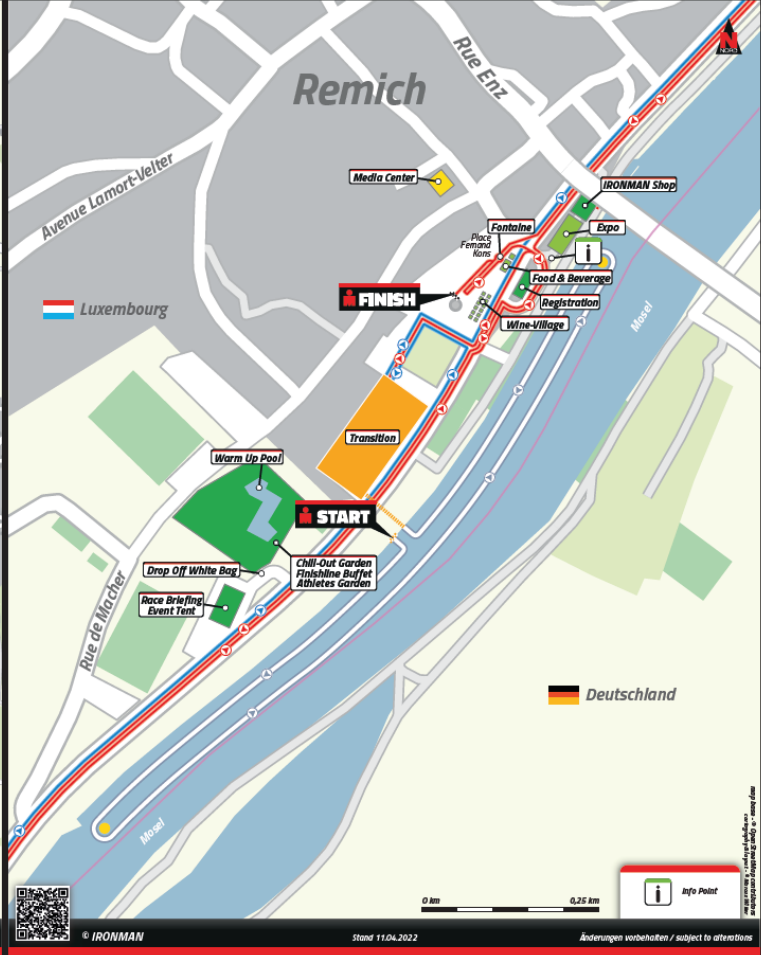 Remich
Rue Enz
NORD
Avenue Lamort-Velter
Media Center
IRONMAN Shop
Fontaine
Expo
Place
Fernand
Kons
i
Food & Beverage
FINISH
Registration
Luxembourg
Wine-Village
Mosel
Transition
Warm Up Pool
START
Chill-Out Garden
Finishline Buffet
Athletes Garden
Drop Off White Bag
Race Briefing
Event Tent
Rue de Macher
Deutschland
Mosel
i
Info Point
0 km
0,25 km
© IRONMAN
Stand 11.04.2022
Änderungen vorbehalten / subject to alterations